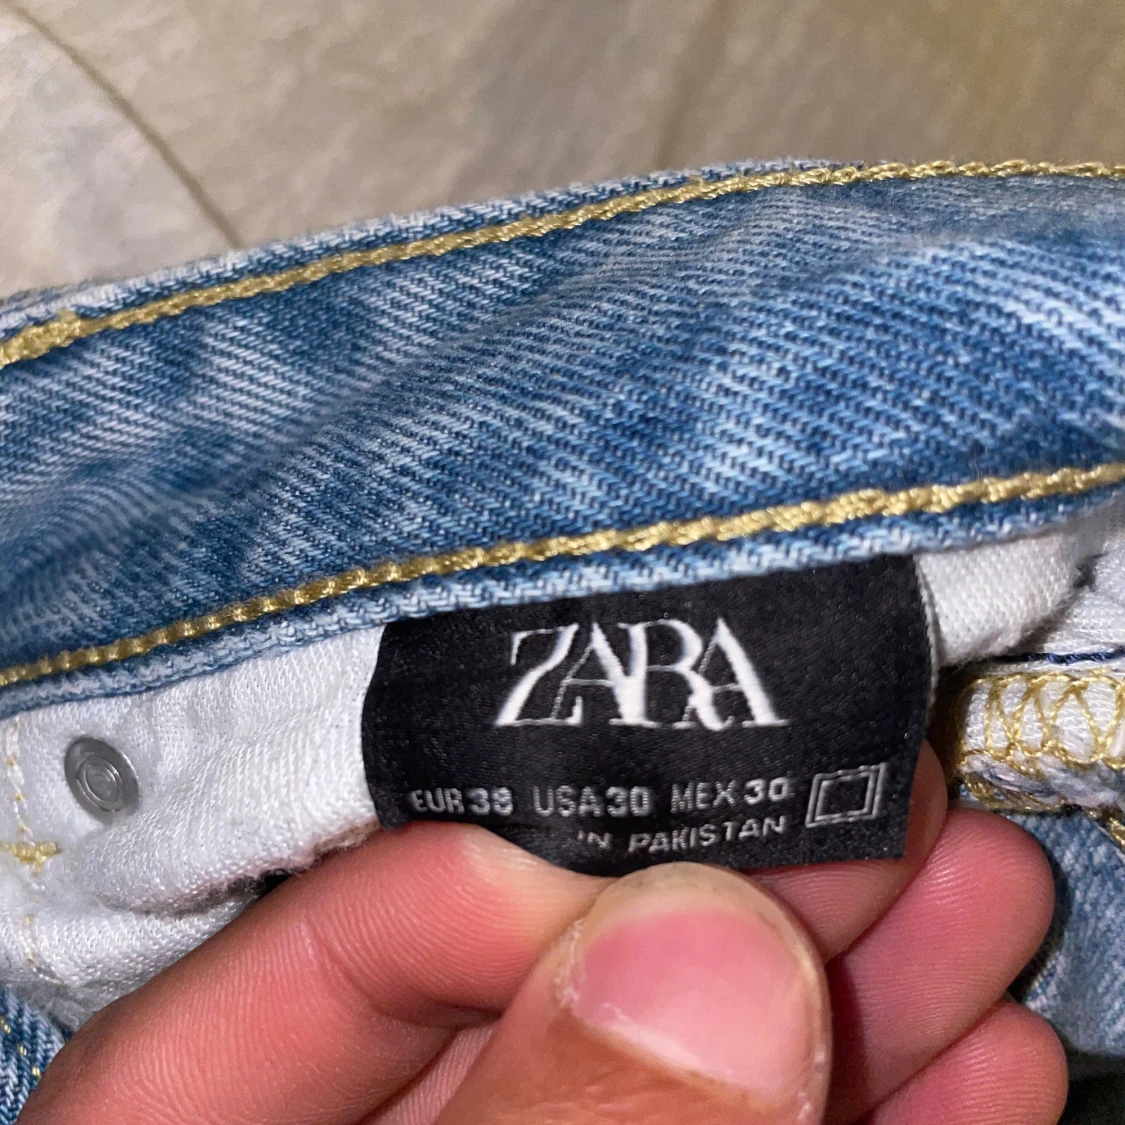 ZARA
EUR 38 USA 30 MEX 30
IN PAKISTAN